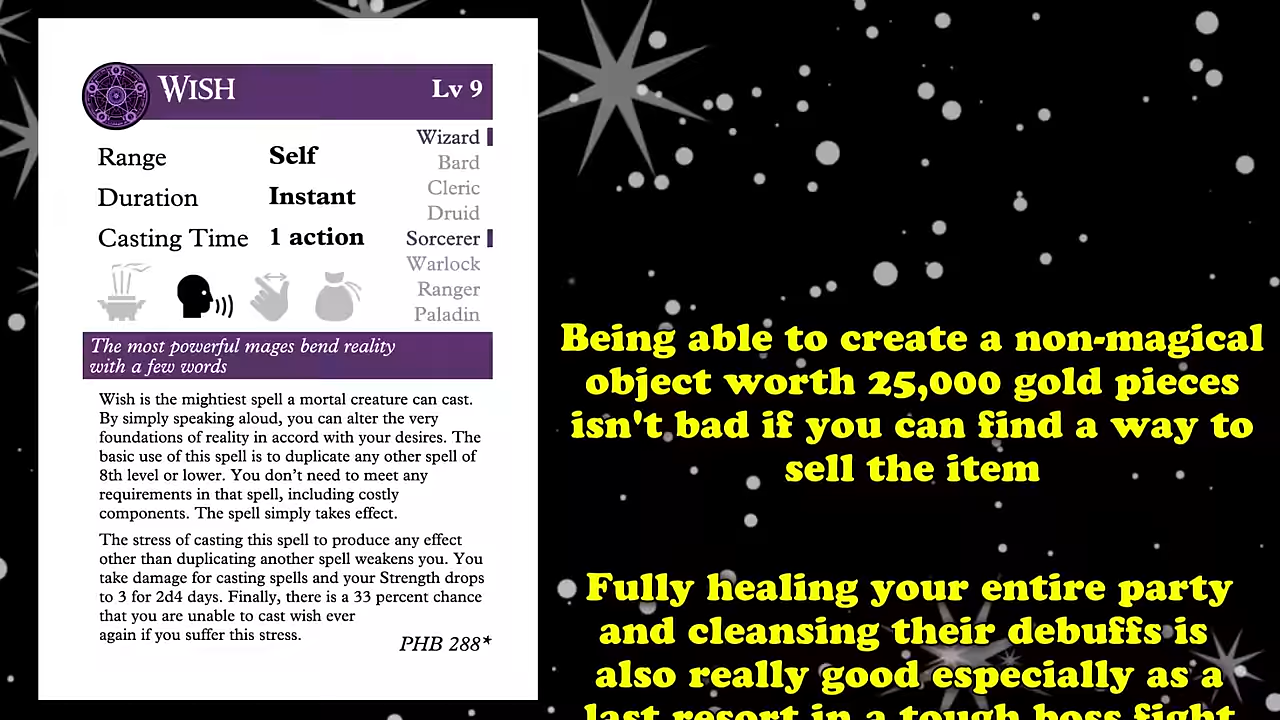 WISH
Lv 9
Range Self
Duration Instant
Casting Time 1 action
Wizard
Bard
Cleric
Druid
Sorcerer
Warlock
Ranger
Paladin
The most powerful mages bend reality
with a few words
Wish is the mightiest spell a mortal creature can cast.
By simply speaking aloud, you can alter the very
foundations of reality in accord with your desires. The
basic use of this spell is to duplicate any other spell of
8th level or lower. You don't need to meet any
requirements in that spell, including costly
components. The spell simply takes effect.
The stress of casting this spell to produce any effect
other than duplicating another spell weakens you. You
take damage for casting spells and your Strength drops
to 3 for 2d4 days. Finally, there is a 33 percent chance
that you are unable to cast wish ever
again if you suffer this stress.
PHB 288*
Being able to create a non-magical
object worth 25,000 gold pieces
isn't bad if you can find a way to
sell the item
Fully healing your entire party
and cleansing their debuffs is
also really good especially as a
last resort in a tough boss fight